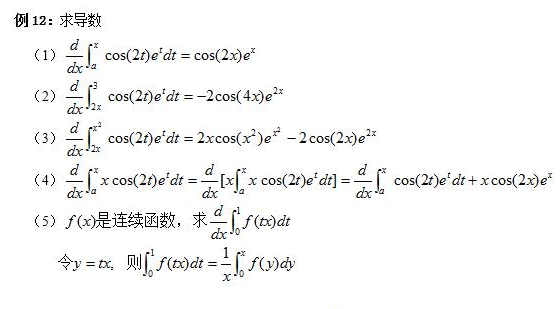 例12：求导数
（1） d/dx ∫_a^x cos(2t)e^t dt = cos(2x)e^x
（2） d/dx ∫_{2x}^3 cos(2t)e^t dt = −2cos(4x)e^{2x}
（3） d/dx ∫_{2x}^{x^2} cos(2t)e^t dt = 2x cos(x^2)e^{x^2} − 2cos(2x)e^{2x}
（4） d/dx ∫_a^x x cos(2t)e^t dt = d/dx [x∫_a^x x cos(2t)e^t dt] = d/dx ∫_a^x cos(2t)e^t dt + x cos(2x)e^x
（5） f(x)是连续函数，求 d/dx ∫_0^1 f(tx)dt
令y = tx, 则∫_0^1 f(tx)dt = 1/x ∫_0^x f(y)dy